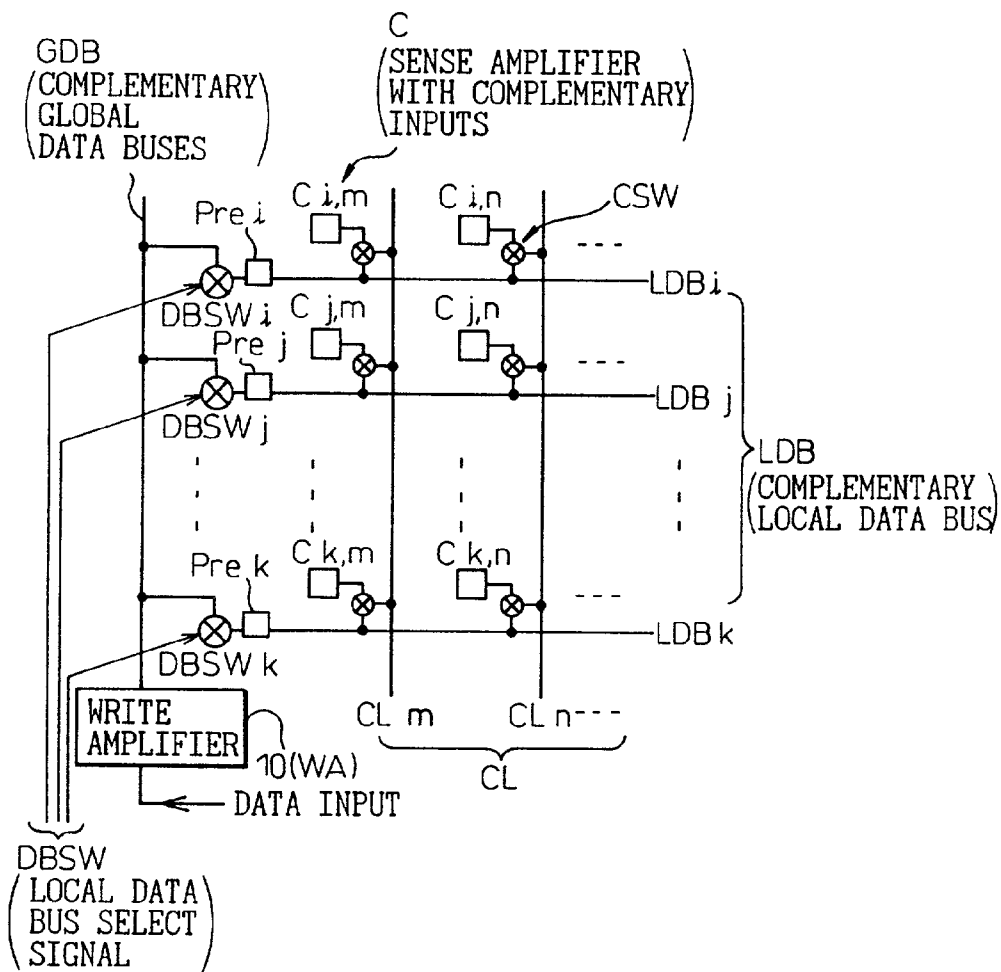 C
GDB
(COMPLEMENTARY
GLOBAL
DATA BUSES)
(SENSE AMPLIFIER
WITH COMPLEMENTARY
INPUTS)
Pre i
C i,m
C i,n
CSW
---
LDB i
DBSW i
C j,m
C j,n
Pre j
---
LDB j
DBSW j
LDB
(COMPLEMENTARY
LOCAL DATA BUS)
Pre k
C k,m
C k,n
---
LDB k
DBSW k
WRITE
AMPLIFIER
CL m
CL n---
10(WA)
CL
DATA INPUT
DBSW
(LOCAL DATA
BUS SELECT
SIGNAL)